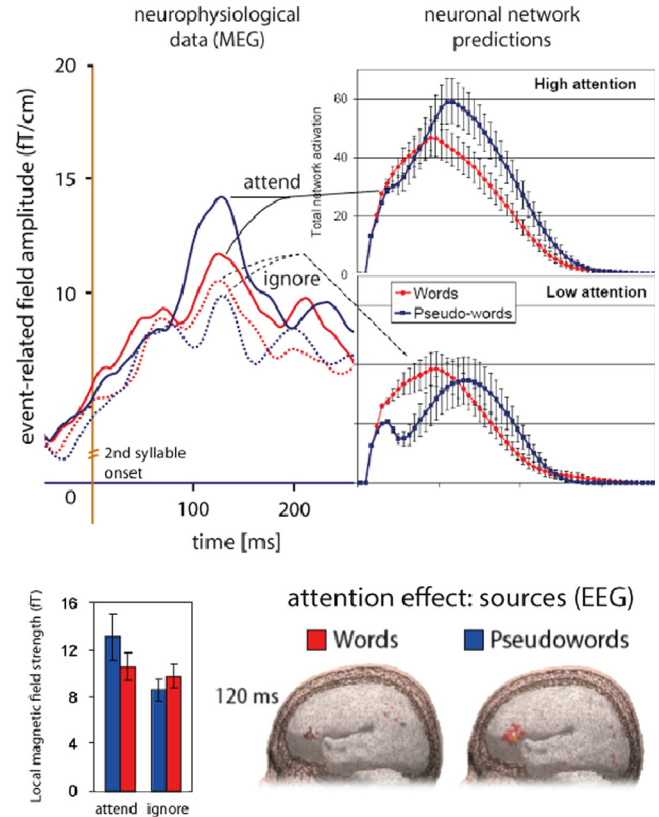 neurophysiological
data (MEG)
neuronal network
predictions
event-related field amplitude (fT/cm)
20
15
10
0
attend
ignore
2nd syllable
onset
100
200
time [ms]
Total network activation
60
40
20
0
High attention
Words
Pseudo-words
Low attention
Local magnetic field strength (fT)
16
12
8
4
0
attend
ignore
attention effect: sources (EEG)
Words
Pseudowords
120 ms